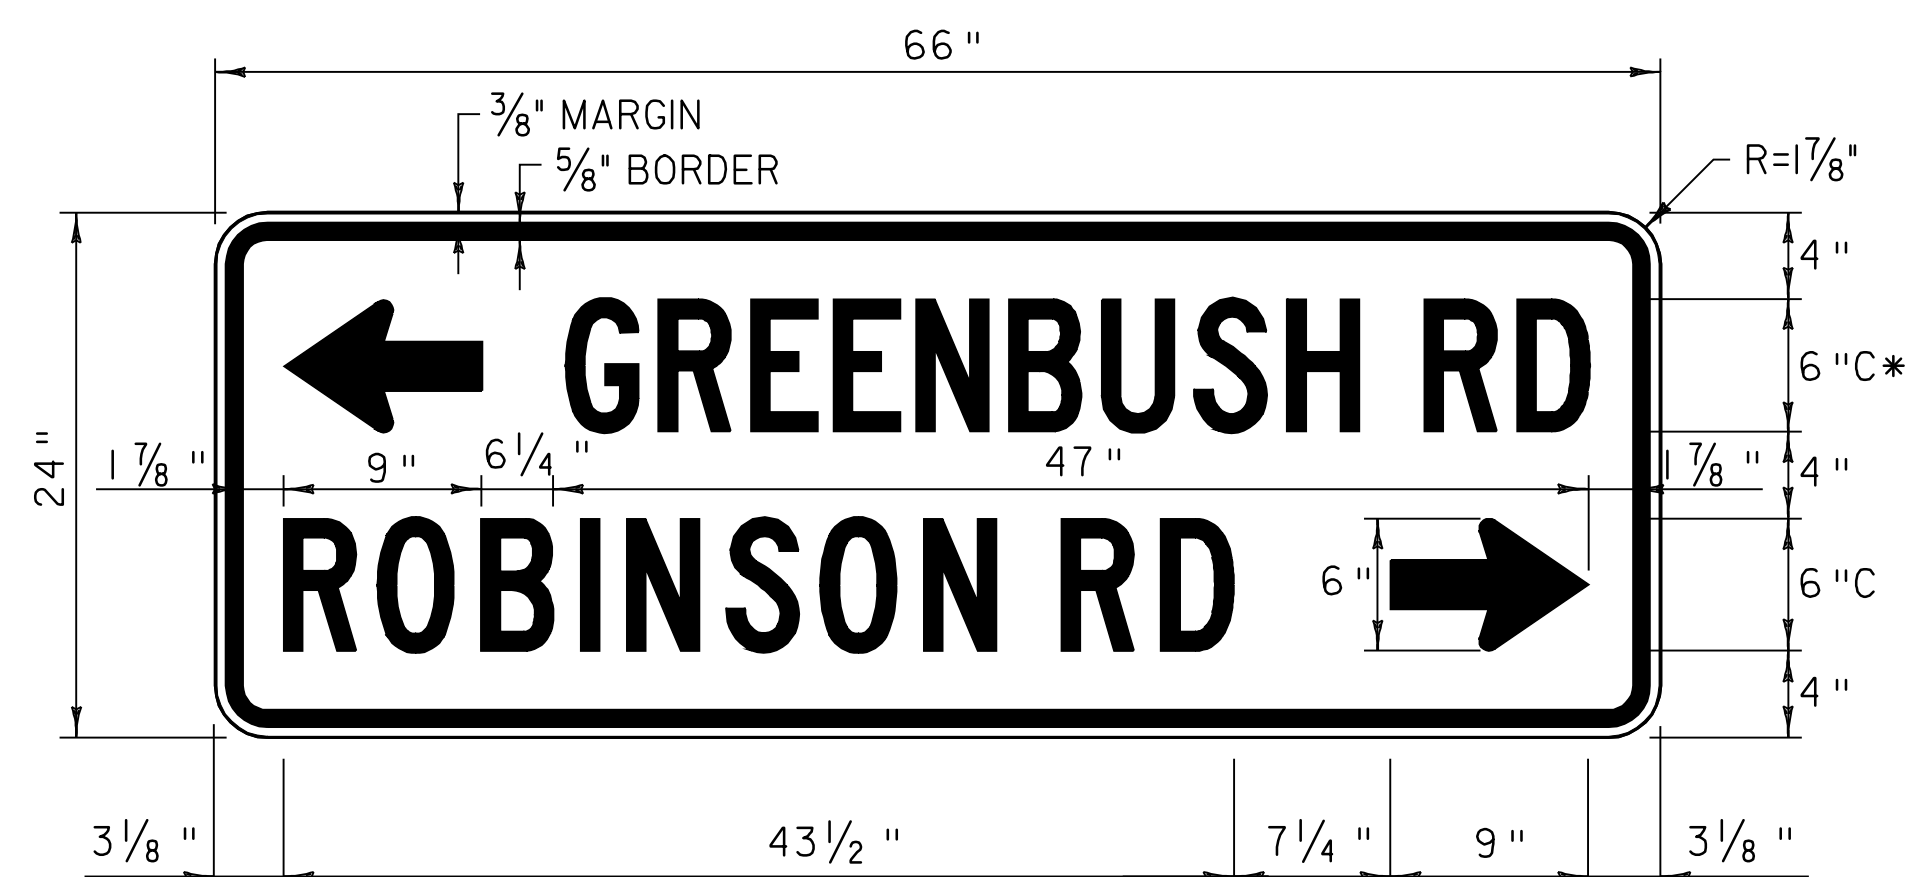 66"
3/8" MARGIN
5/8" BORDER
R=1 7/8"
4"
GREENBUSH RD
6"C*
24"
1 7/8"
9"
6 1/4"
47"
1 7/8"
4"
ROBINSON RD
6"
6"C
4"
3 1/8"
43 1/2"
7 1/4"
9"
3 1/8"